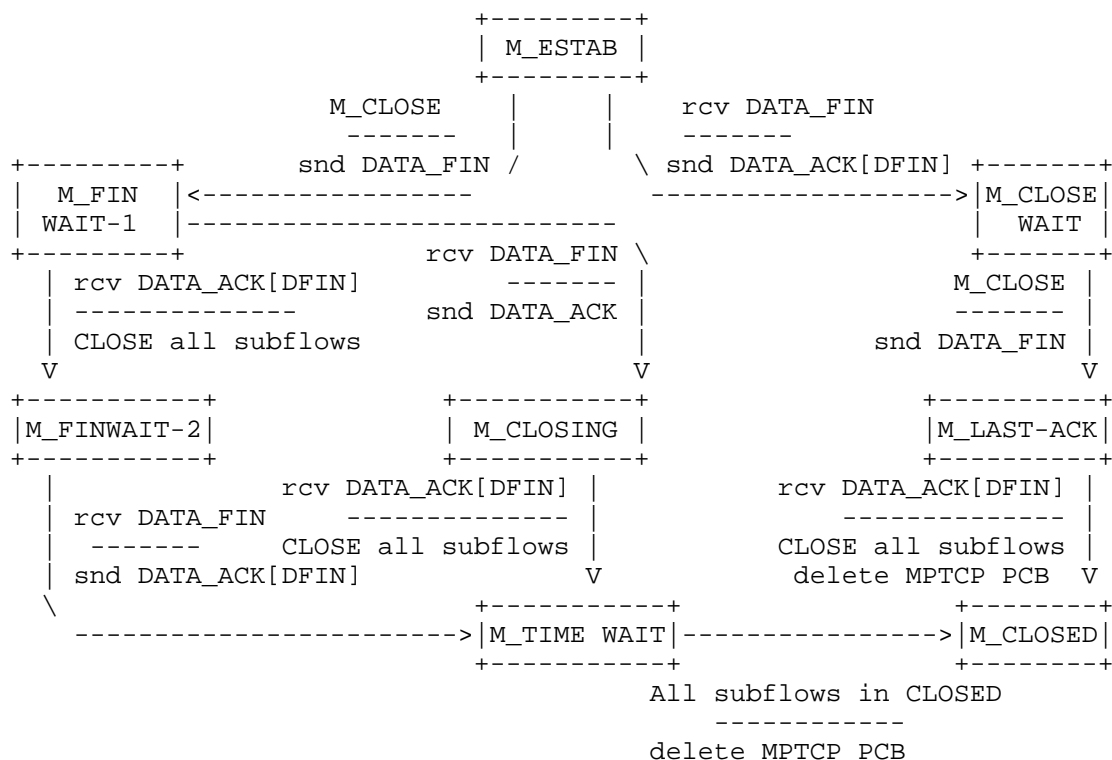 +---------+
                              | M_ESTAB |
                              +---------+
                     M_CLOSE    |     |    rcv DATA_FIN
                      -------   |     |    -------
+---------+       snd DATA_FIN /       \ snd DATA_ACK[DFIN] +-------+
|  M_FIN  |<-----------------           ------------------->|M_CLOSE|
| WAIT-1  |---------------------------                      |  WAIT |
+---------+               rcv DATA_FIN \                    +-------+
  | rcv DATA_ACK[DFIN]         ------- |                   M_CLOSE |
  | --------------        snd DATA_ACK |                   ------- |
  | CLOSE all subflows                 |              snd DATA_FIN |
  V                                    V                           V
+-----------+              +-----------+                  +----------+
|M_FINWAIT-2|              | M_CLOSING |                  |M_LAST-ACK|
+-----------+              +-----------+                  +----------+
  |              rcv DATA_ACK[DFIN] |           rcv DATA_ACK[DFIN] |
  | rcv DATA_FIN     -------------- |               -------------- |
  |  -------     CLOSE all subflows |           CLOSE all subflows |
  | snd DATA_ACK[DFIN]              V            delete MPTCP PCB  V
  \                          +-----------+                  +--------+
    ------------------------>|M_TIME WAIT|----------------->|M_CLOSED|
                             +-----------+                  +--------+
                                        All subflows in CLOSED
                                            ------------
                                        delete MPTCP PCB